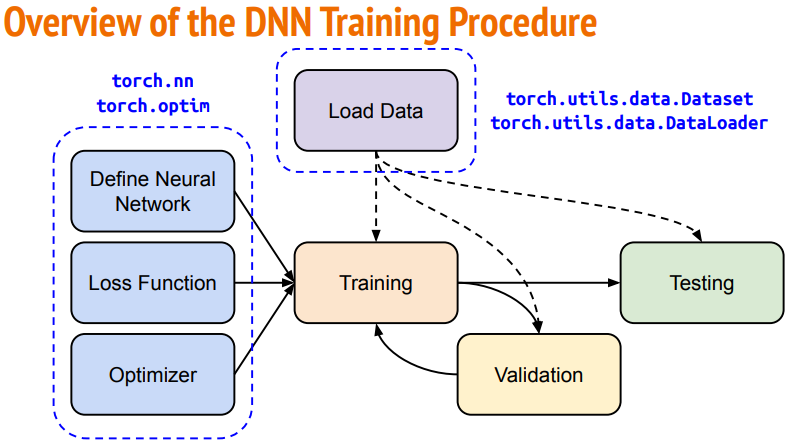 Overview of the DNN Training Procedure
torch.nn
torch.optim
Load Data
torch.utils.data.Dataset
torch.utils.data.DataLoader
Define Neural
Network
Loss Function
Optimizer
Training
Testing
Validation